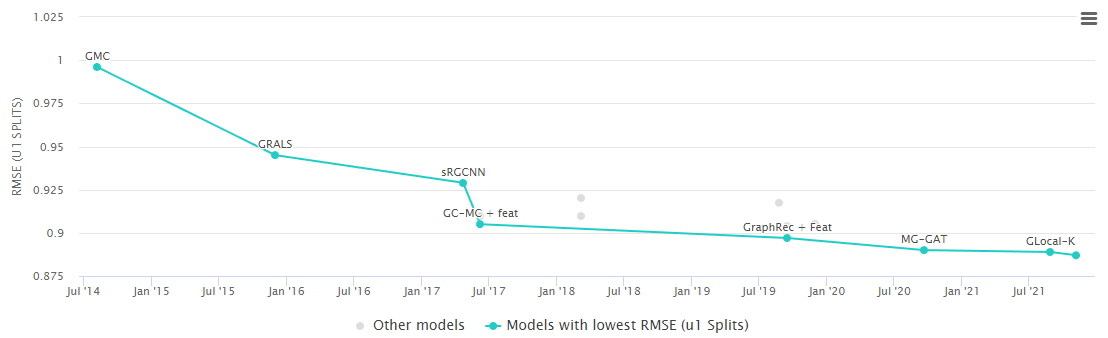 1.025
1
0.975
0.95
0.925
0.9
0.875
RMSE (U1 SPLITS)
GMC
GRALS
sRGCNN
GC-MC + feat
GraphRec + Feat
MG-GAT
GLocal-K
Jul '14 Jan '15 Jul '15 Jan '16 Jul '16 Jan '17 Jul '17 Jan '18 Jul '18 Jan '19 Jul '19 Jan '20 Jul '20 Jan '21 Jul '21
Other models Models with lowest RMSE (u1 Splits)